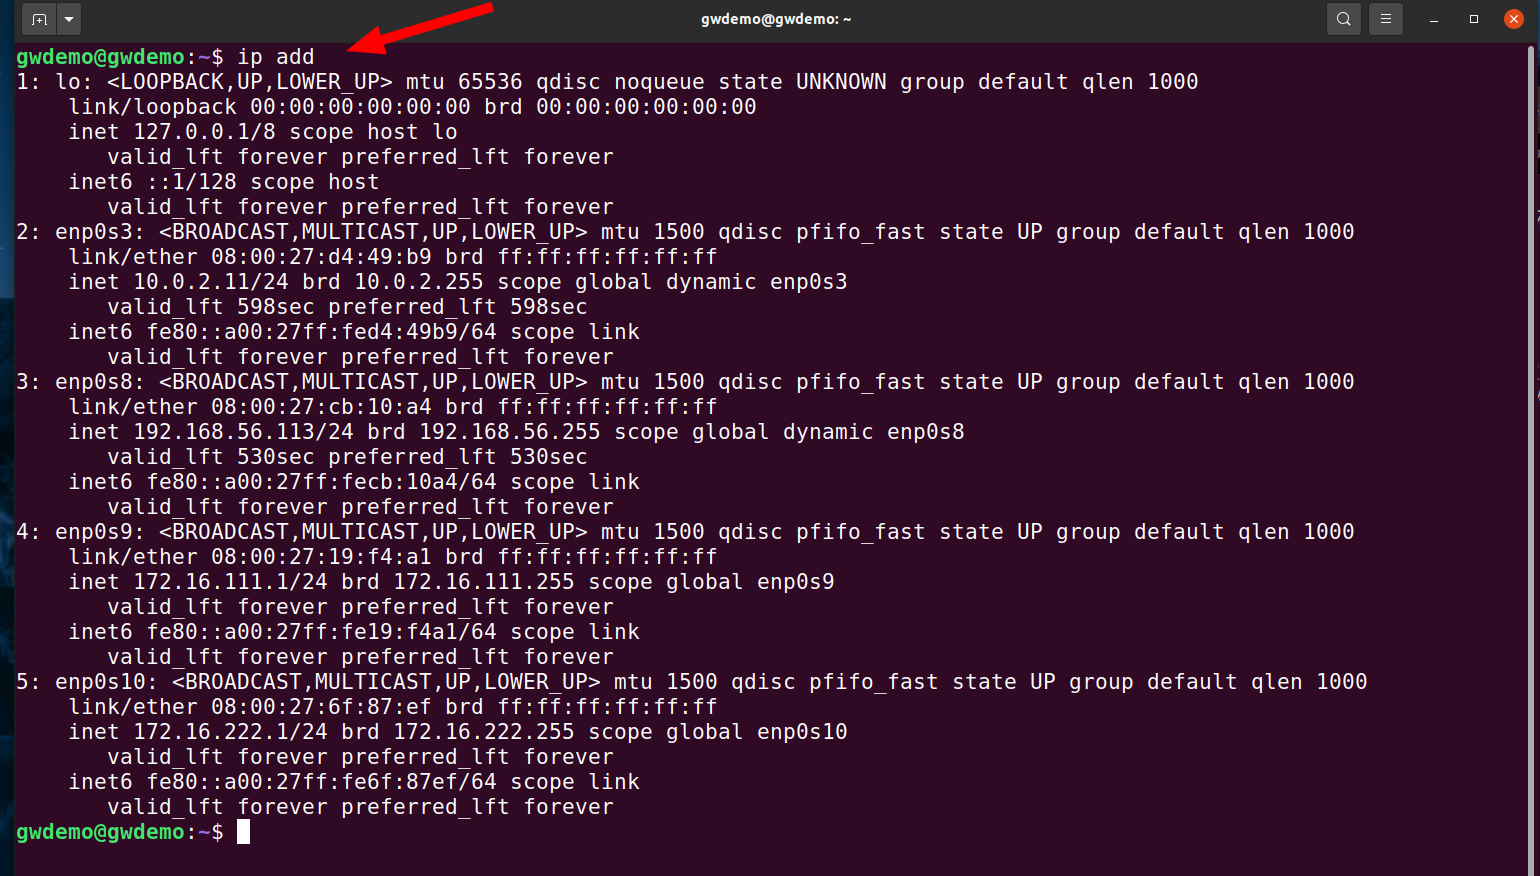 gwdemo@gwdemo: ~
gwdemo@gwdemo:~$ ip add
1: lo: <LOOPBACK,UP,LOWER_UP> mtu 65536 qdisc noqueue state UNKNOWN group default qlen 1000
    link/loopback 00:00:00:00:00:00 brd 00:00:00:00:00:00
    inet 127.0.0.1/8 scope host lo
       valid_lft forever preferred_lft forever
    inet6 ::1/128 scope host
       valid_lft forever preferred_lft forever
2: enp0s3: <BROADCAST,MULTICAST,UP,LOWER_UP> mtu 1500 qdisc pfifo_fast state UP group default qlen 1000
    link/ether 08:00:27:d4:49:b9 brd ff:ff:ff:ff:ff:ff
    inet 10.0.2.11/24 brd 10.0.2.255 scope global dynamic enp0s3
       valid_lft 598sec preferred_lft 598sec
    inet6 fe80::a00:27ff:fed4:49b9/64 scope link
       valid_lft forever preferred_lft forever
3: enp0s8: <BROADCAST,MULTICAST,UP,LOWER_UP> mtu 1500 qdisc pfifo_fast state UP group default qlen 1000
    link/ether 08:00:27:cb:10:a4 brd ff:ff:ff:ff:ff:ff
    inet 192.168.56.113/24 brd 192.168.56.255 scope global dynamic enp0s8
       valid_lft 530sec preferred_lft 530sec
    inet6 fe80::a00:27ff:fecb:10a4/64 scope link
       valid_lft forever preferred_lft forever
4: enp0s9: <BROADCAST,MULTICAST,UP,LOWER_UP> mtu 1500 qdisc pfifo_fast state UP group default qlen 1000
    link/ether 08:00:27:19:f4:a1 brd ff:ff:ff:ff:ff:ff
    inet 172.16.111.1/24 brd 172.16.111.255 scope global enp0s9
       valid_lft forever preferred_lft forever
    inet6 fe80::a00:27ff:fe19:f4a1/64 scope link
       valid_lft forever preferred_lft forever
5: enp0s10: <BROADCAST,MULTICAST,UP,LOWER_UP> mtu 1500 qdisc pfifo_fast state UP group default qlen 1000
    link/ether 08:00:27:6f:87:ef brd ff:ff:ff:ff:ff:ff
    inet 172.16.222.1/24 brd 172.16.222.255 scope global enp0s10
       valid_lft forever preferred_lft forever
    inet6 fe80::a00:27ff:fe6f:87ef/64 scope link
       valid_lft forever preferred_lft forever
gwdemo@gwdemo:~$